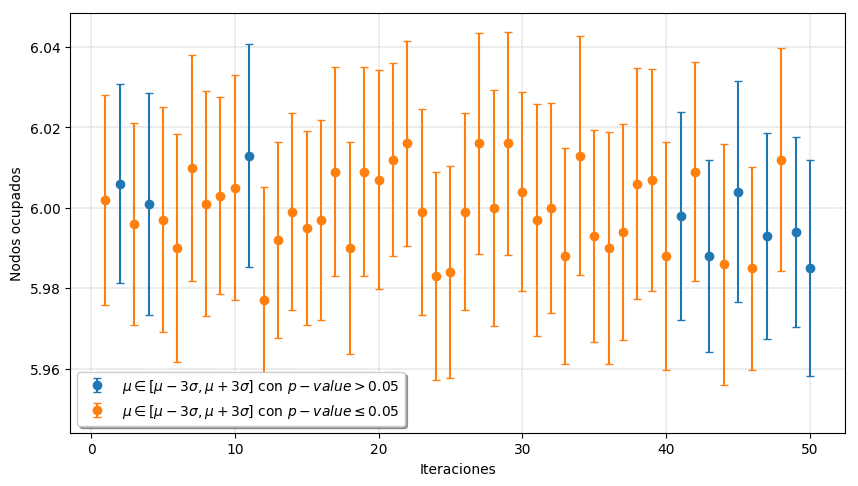 6.04
6.02
6.00
5.98
5.96
Nodos ocupados
μ ∈ [μ − 3σ, μ + 3σ] con p − value > 0.05
μ ∈ [μ − 3σ, μ + 3σ] con p − value ≤ 0.05
0 10 20 30 40 50
Iteraciones